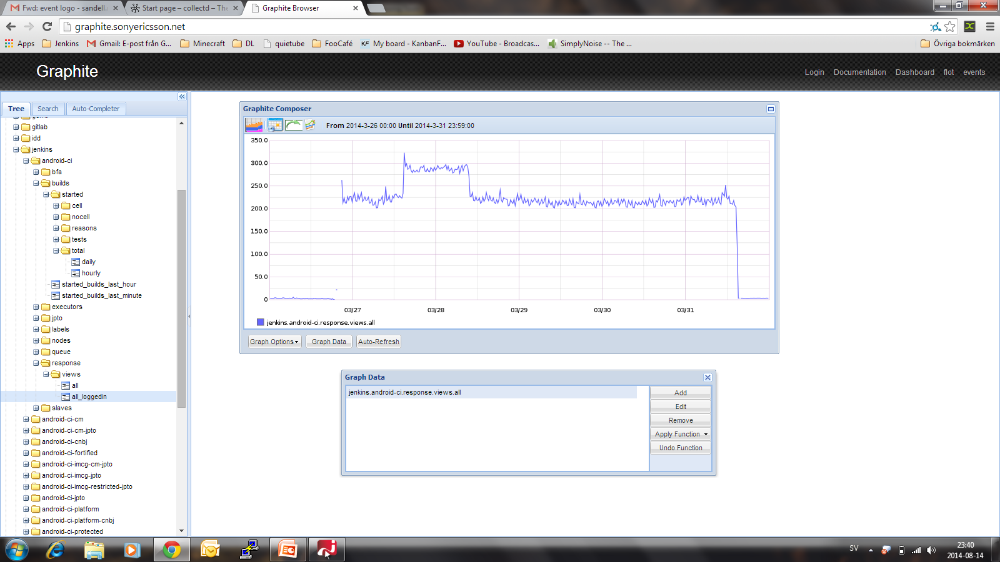 Fwd: event logo - sandell.
Start page – collectd – The
Graphite Browser
graphite.sonyericsson.net
Apps
Jenkins
Gmail: E-post från G...
Minecraft
DL
quietube
FooCafé
KF My board - KanbanF...
YouTube - Broadcas...
SimplyNoise -- The ...
Övriga bokmärken
Graphite
Login
Documentation
Dashboard
flot
events
Tree
Search
Auto-Completer
gitlab
idd
jenkins
android-ci
bfa
builds
started
cell
nocell
reasons
tests
total
daily
hourly
started_builds_last_hour
started_builds_last_minute
executors
jpto
labels
nodes
queue
response
views
all
all_loggedin
slaves
android-ci-cm
android-ci-cm-jpto
android-ci-cnbj
android-ci-fortified
android-ci-imcg-cm-jpto
android-ci-imcg-jpto
android-ci-imcg-restricted-jpto
android-ci-jpto
android-ci-platform
android-ci-platform-cnbj
android-ci-protected
Graphite Composer
From 2014-3-26 00:00 Until 2014-3-31 23:59:00
350.0
300.0
250.0
200.0
150.0
100.0
50.0
0
03/27
03/28
03/29
03/30
03/31
jenkins.android-ci.response.views.all
Graph Options
Graph Data
Auto-Refresh
Graph Data
jenkins.android-ci.response.views.all
Add
Edit
Remove
Apply Function
Undo Function
SV
23:40
2014-08-14